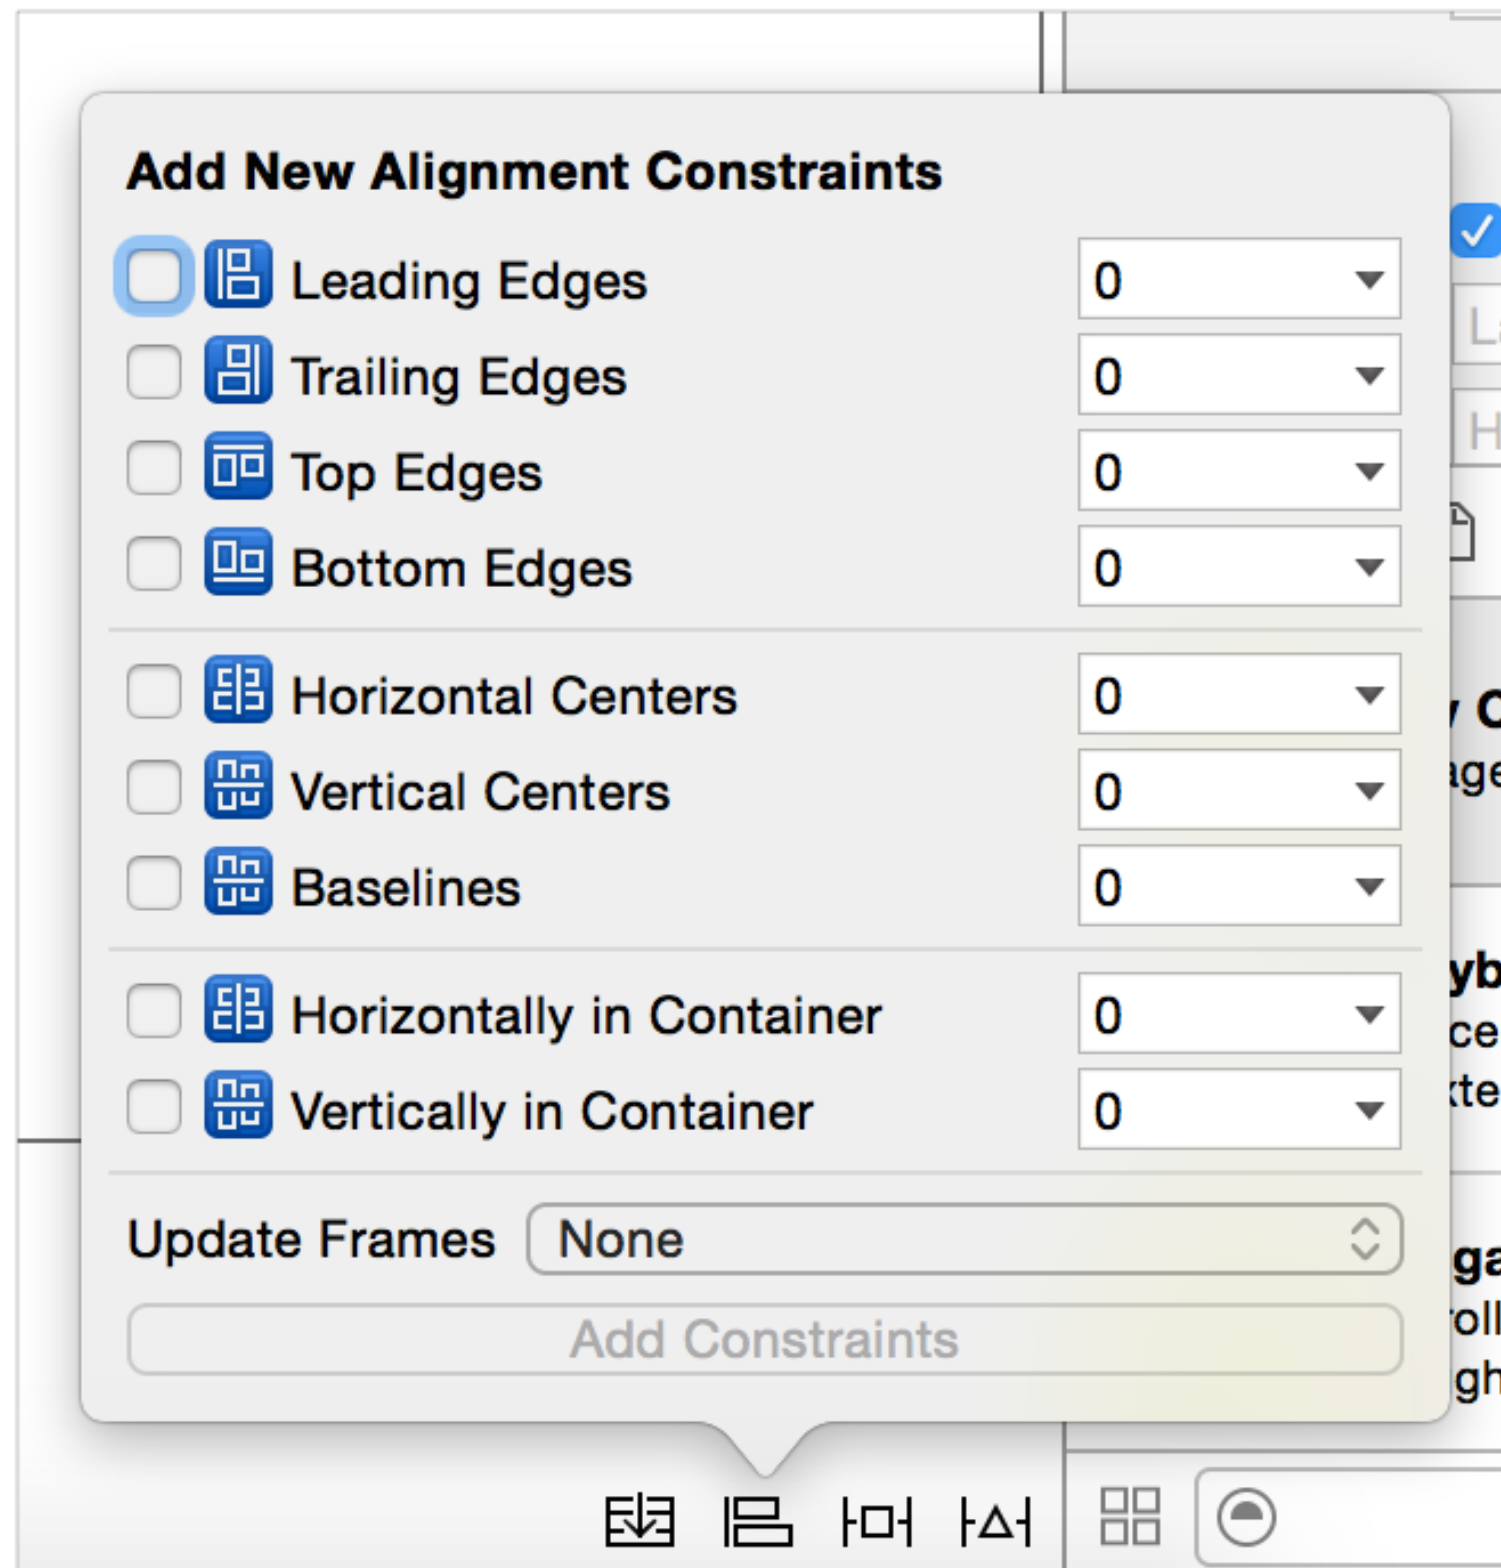 Add New Alignment Constraints
Leading Edges 0
Trailing Edges 0
Top Edges 0
Bottom Edges 0
Horizontal Centers 0
Vertical Centers 0
Baselines 0
Horizontally in Container 0
Vertically in Container 0
Update Frames None
Add Constraints